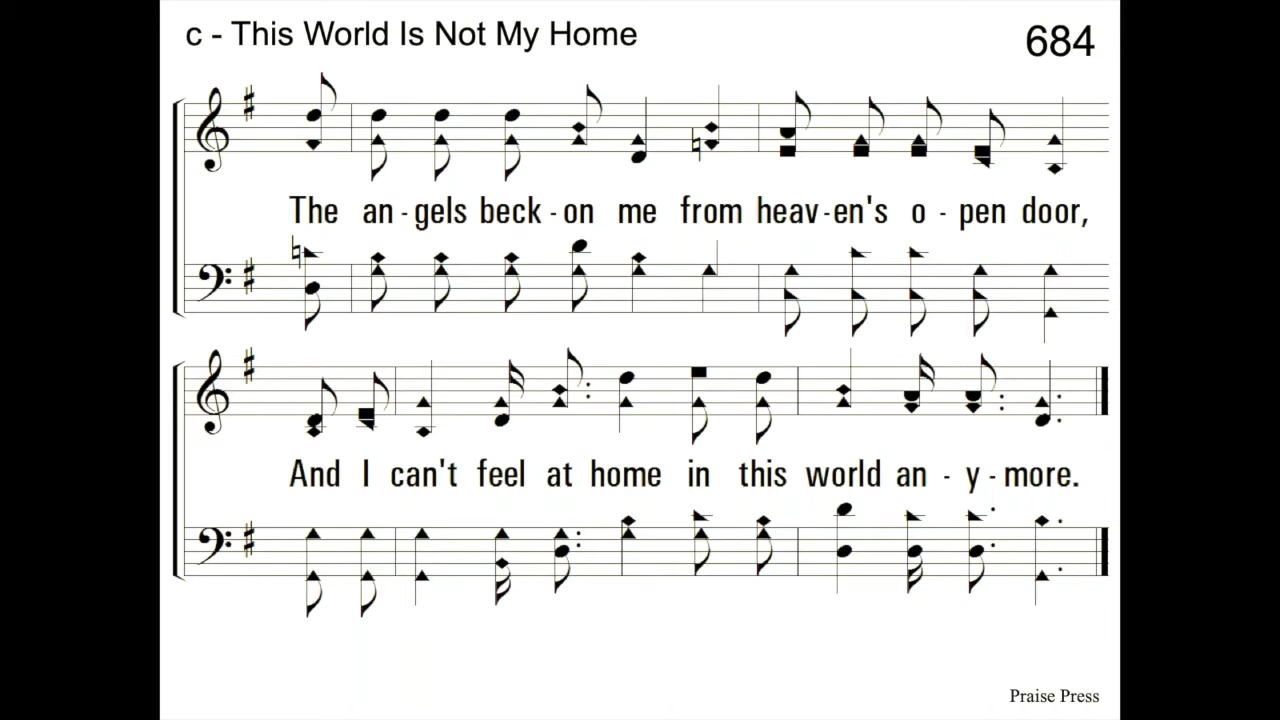 c - This World Is Not My Home
684
The an - gels beck - on me from heav - en's o - pen door,
And I can't feel at home in this world an - y - more.
Praise Press